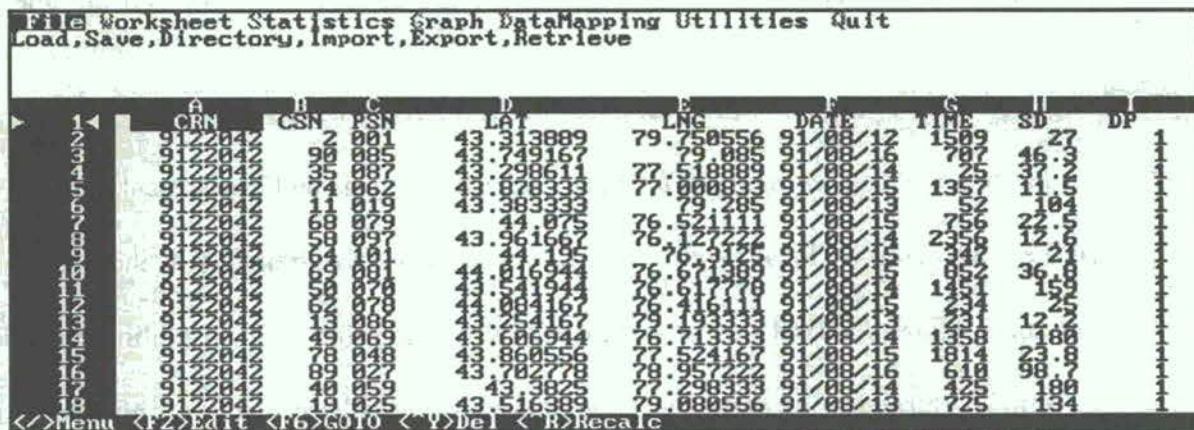 File Worksheet Statistics Graph DataMapping Utilities Quit
Load,Save,Directory,Import,Export,Retrieve
A B C D E F G H I
1 CRN CSN PSN LAT LNG DATE TIME SD DP
2 9122042 2 001 43.313889 79.750556 91/08/12 1509 27 1
3 9122042 90 085 43.749167 79.085 91/08/16 707 46.3 1
4 9122042 35 087 43.298611 77.518889 91/08/14 25 37.2 1
5 9122042 74 062 43.878333 77.000833 91/08/15 1357 11.5 1
6 9122042 11 019 43.383333 79.285 91/08/13 52 104 1
7 9122042 68 079 44.075 76.521111 91/08/15 756 22.5 1
8 9122042 58 097 43.961667 76.127222 91/08/14 2356 12.6 1
9 9122042 64 101 44.195 76.3125 91/08/15 347 21 1
10 9122042 69 081 44.016944 76.671389 91/08/15 852 36.8 1
11 9122042 50 070 43.541944 76.617778 91/08/14 1451 159 1
12 9122042 62 078 44.084167 76.416111 91/08/15 234 25 1
13 9122042 13 086 43.254167 79.193333 91/08/13 231 12.2 1
14 9122042 49 069 43.606944 76.713333 91/08/14 1358 180 1
15 9122042 78 048 43.860556 77.524167 91/08/15 1814 23.8 1
16 9122042 89 027 43.702778 78.957222 91/08/16 610 98.7 1
17 9122042 40 059 43.3825 77.298333 91/08/14 425 180 1
18 9122042 19 025 43.516389 79.080556 91/08/13 725 134 1
</>Menu <F2>Edit <F6>GOTO <^Y>Del <^R>Recalc